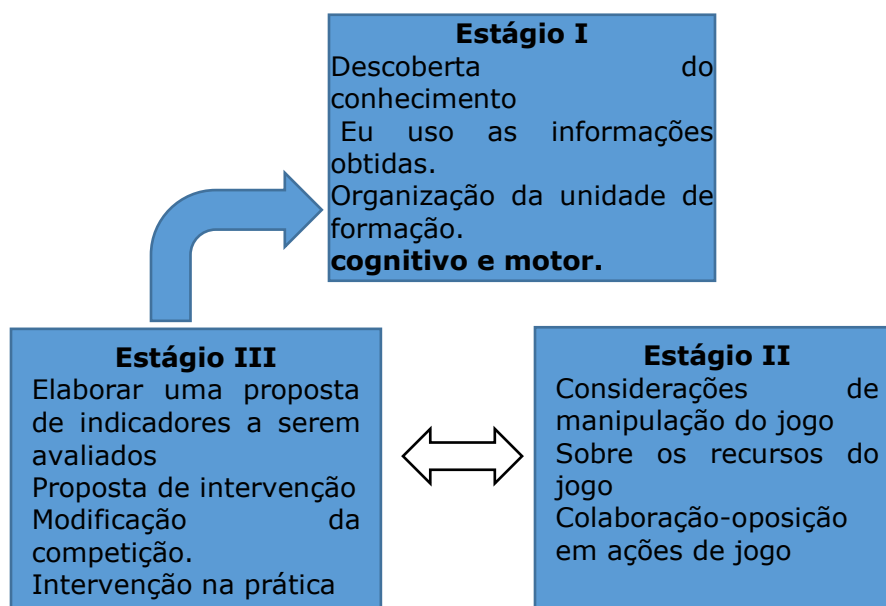 Estágio I
Descoberta do
conhecimento
Eu uso as informações
obtidas.
Organização da unidade de
formação.
cognitivo e motor.
Estágio III
Elaborar uma proposta
de indicadores a serem
avaliados
Proposta de intervenção
Modificação da
competição.
Intervenção na prática
Estágio II
Considerações de
manipulação do jogo
Sobre os recursos do
jogo
Colaboração-oposição
em ações de jogo